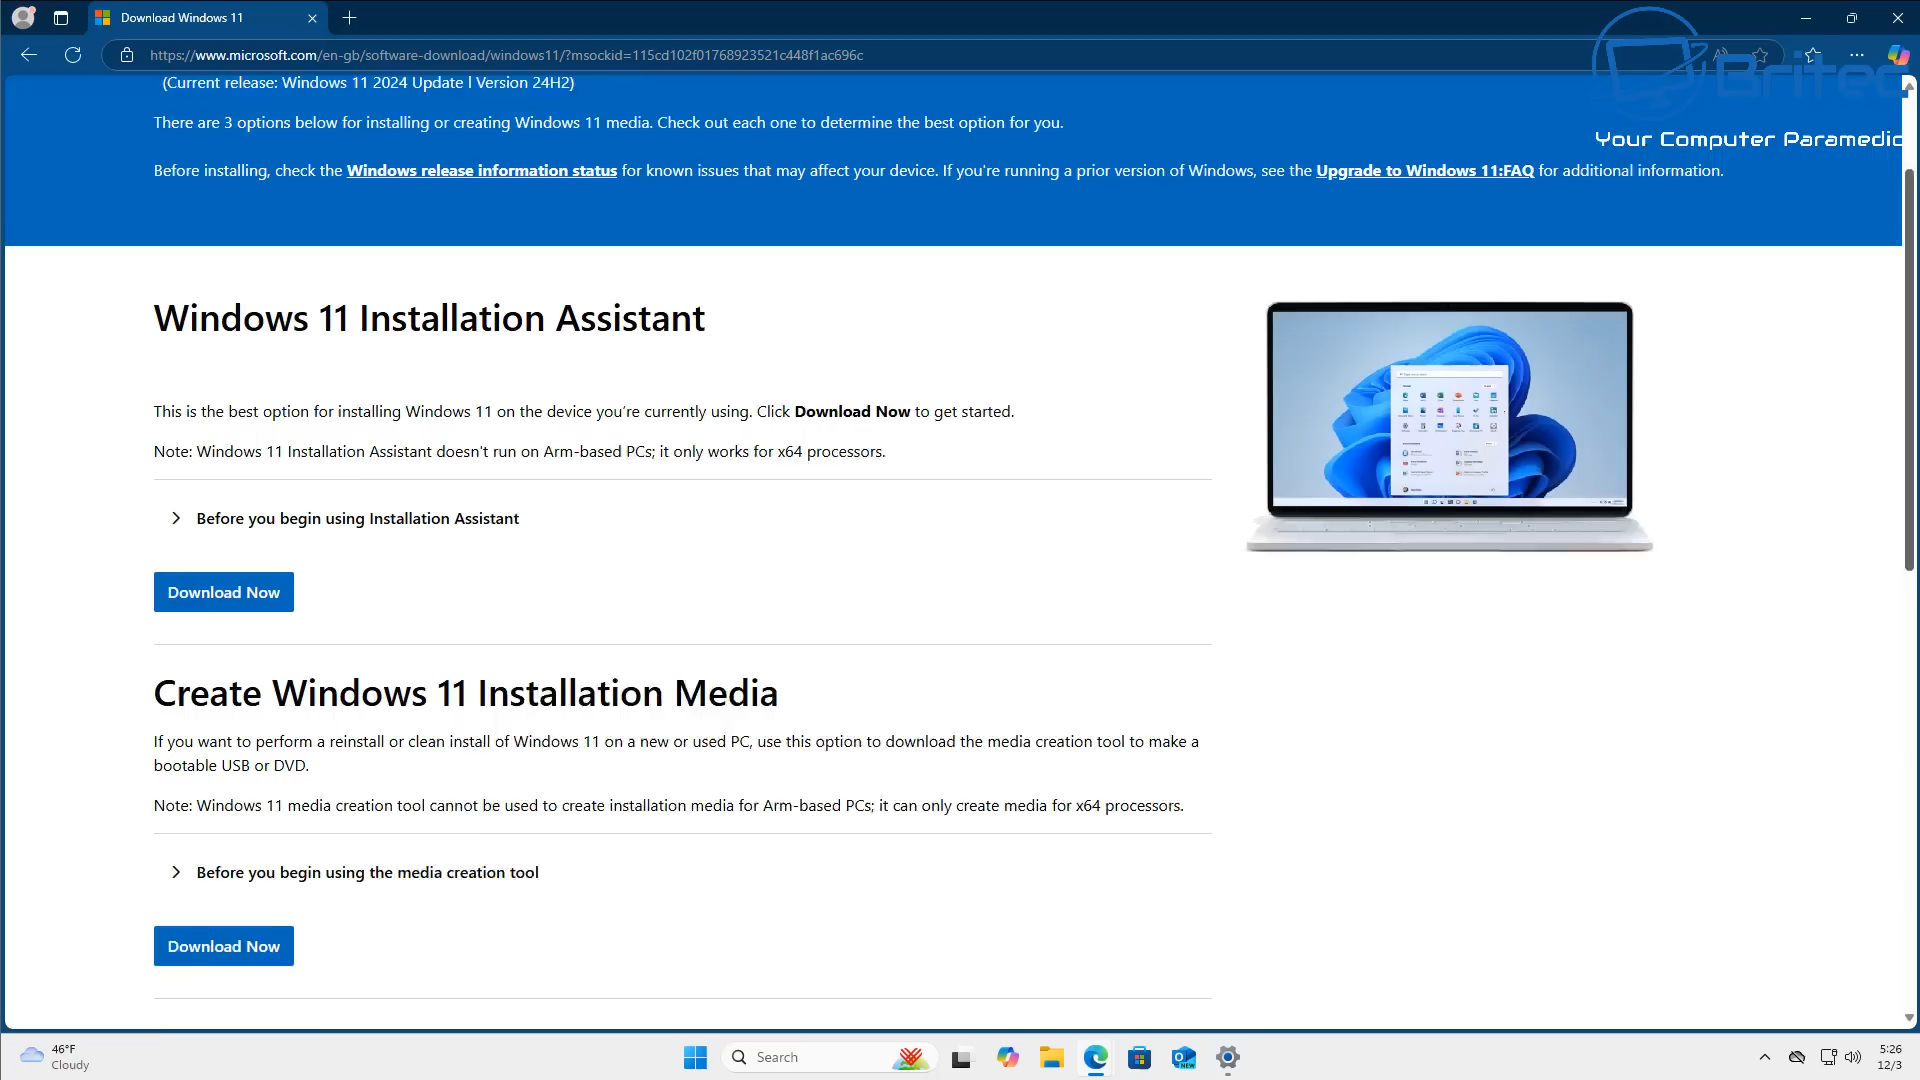 Download Windows 11
https://www.microsoft.com/en-gb/software-download/windows11/?msockid=115cd102f01768923521c448f1ac696c
Britec
(Current release: Windows 11 2024 Update l Version 24H2)
There are 3 options below for installing or creating Windows 11 media. Check out each one to determine the best option for you.
Your Computer Paramedic
Before installing, check the Windows release information status for known issues that may affect your device. If you're running a prior version of Windows, see the Upgrade to Windows 11:FAQ for additional information.
Windows 11 Installation Assistant
This is the best option for installing Windows 11 on the device you’re currently using. Click Download Now to get started.
Note: Windows 11 Installation Assistant doesn't run on Arm-based PCs; it only works for x64 processors.
Before you begin using Installation Assistant
Download Now
Create Windows 11 Installation Media
If you want to perform a reinstall or clean install of Windows 11 on a new or used PC, use this option to download the media creation tool to make a
bootable USB or DVD.
Note: Windows 11 media creation tool cannot be used to create installation media for Arm-based PCs; it can only create media for x64 processors.
Before you begin using the media creation tool
Download Now
46°F
Cloudy
Search
NEW
5:26
12/3